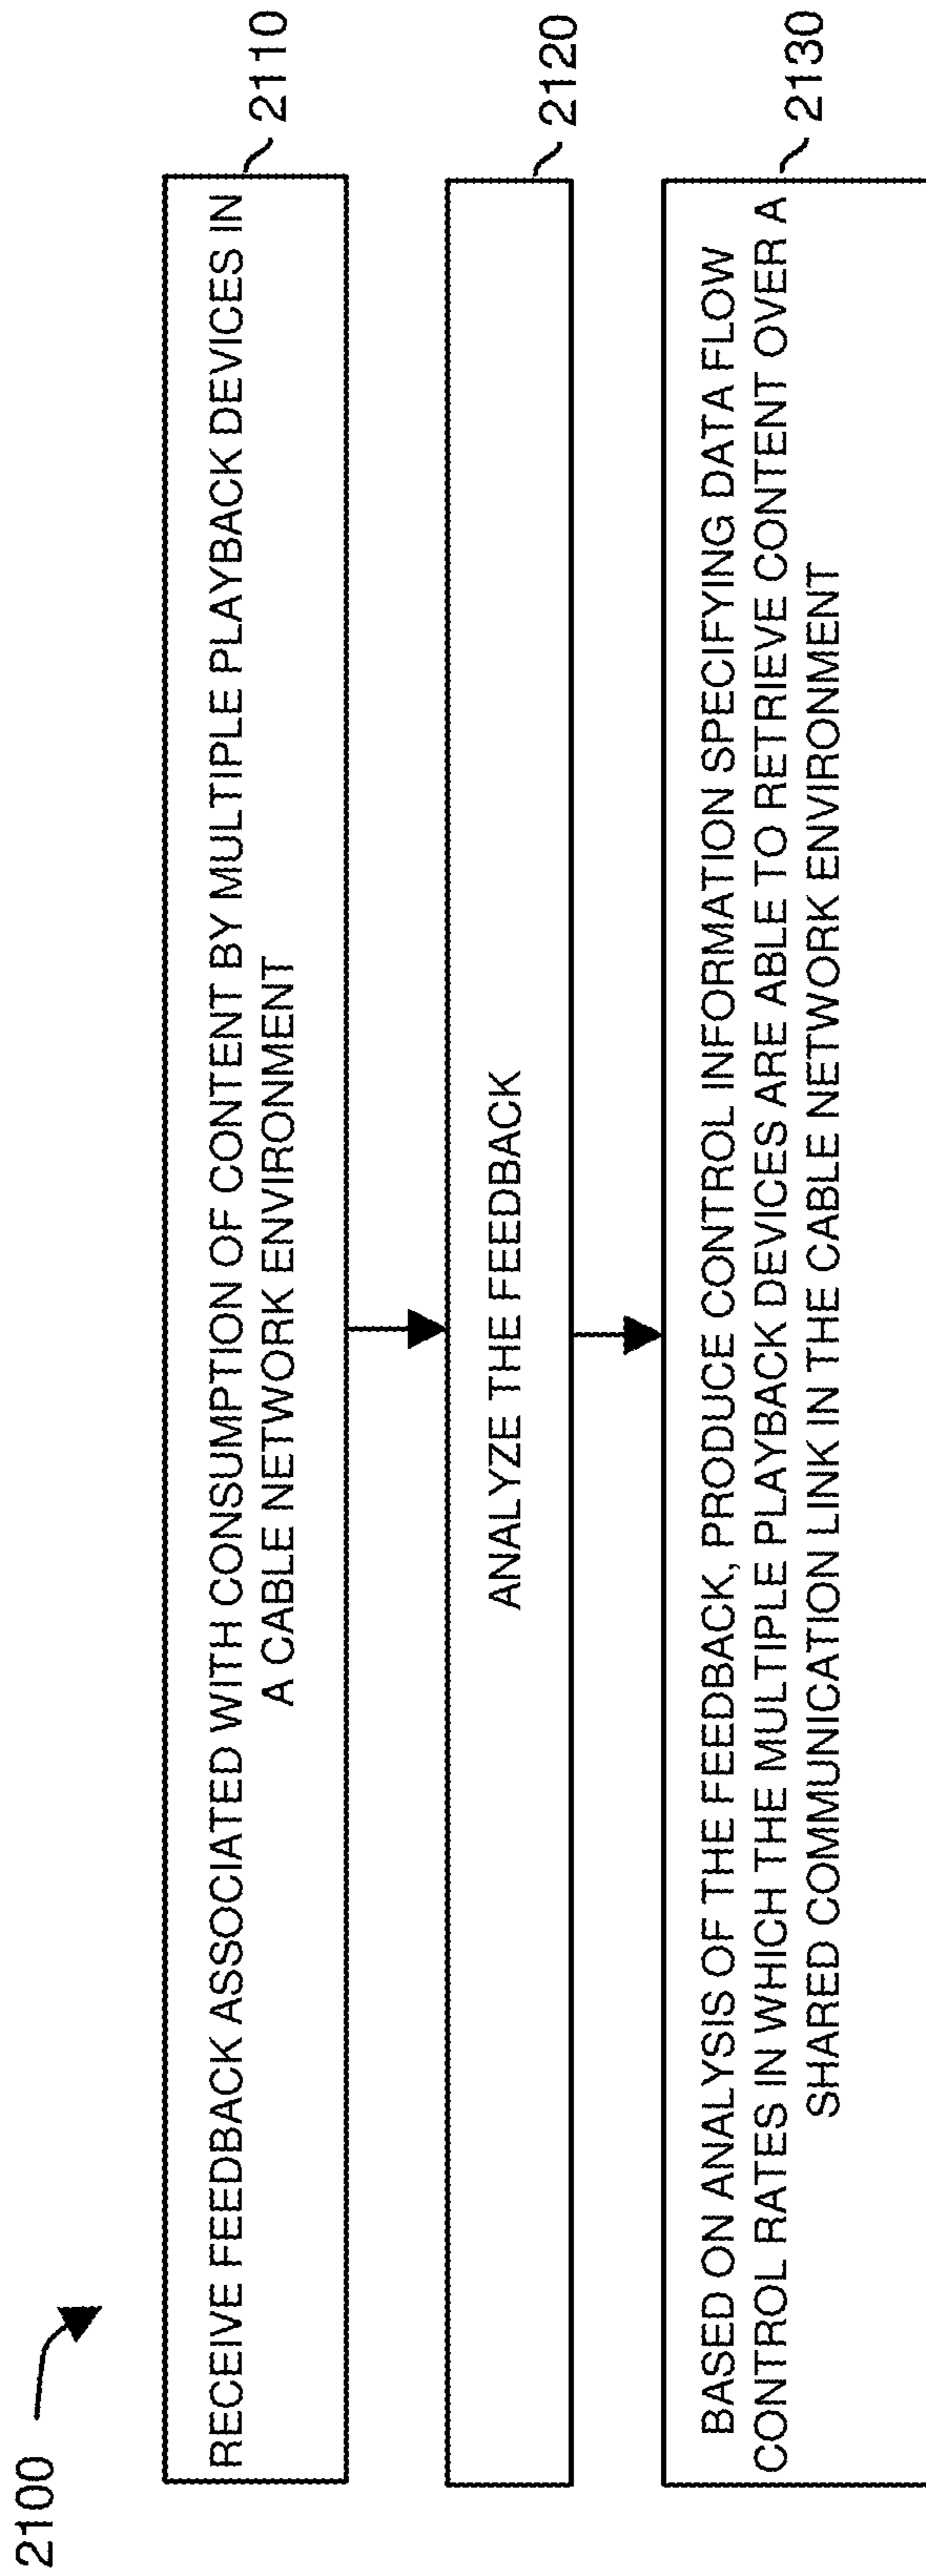 2100
RECEIVE FEEDBACK ASSOCIATED WITH CONSUMPTION OF CONTENT BY MULTIPLE PLAYBACK DEVICES IN
A CABLE NETWORK ENVIRONMENT
2110
ANALYZE THE FEEDBACK
2120
BASED ON ANALYSIS OF THE FEEDBACK, PRODUCE CONTROL INFORMATION SPECIFYING DATA FLOW
CONTROL RATES IN WHICH THE MULTIPLE PLAYBACK DEVICES ARE ABLE TO RETRIEVE CONTENT OVER A
SHARED COMMUNICATION LINK IN THE CABLE NETWORK ENVIRONMENT
2130